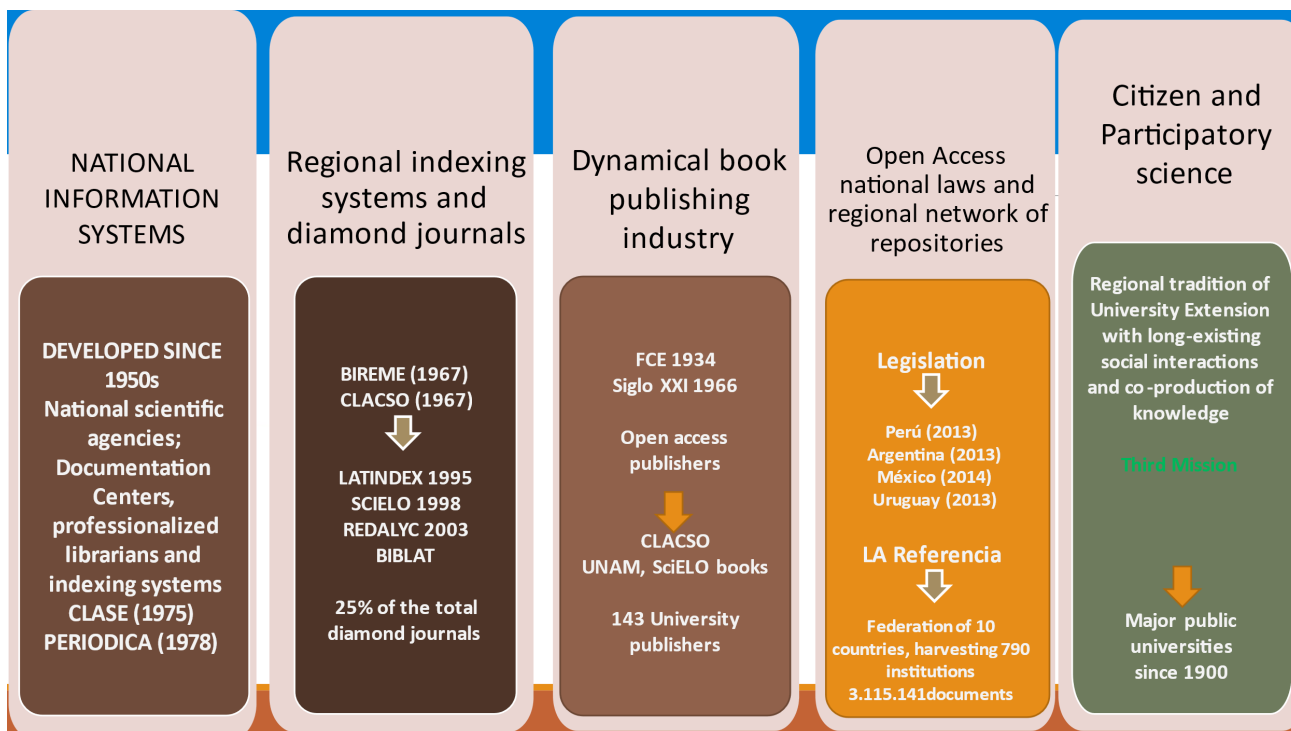 NATIONAL
INFORMATION
SYSTEMS
DEVELOPED SINCE
1950s
National scientific
agencies;
Documentation
Centers,
professionalized
librarians and
indexing systems
CLASE (1975)
PERIODICA (1978)
Regional indexing
systems and
diamond journals
BIREME (1967)
CLACSO (1967)
LATINDEX 1995
SCIELO 1998
REDALYC 2003
BIBLAT
25% of the total
diamond journals
Dynamical book
publishing
industry
FCE 1934
Siglo XXI 1966
Open access
publishers
CLACSO
UNAM, SciELO books
143 University
publishers
Open Access
national laws and
regional network of
repositories
Legislation
Perú (2013)
Argentina (2013)
México (2014)
Uruguay (2013)
LA Referencia
Federation of 10
countries, harvesting 790
institutions
3.115.141documents
Citizen and
Participatory
science
Regional tradition of
University Extension
with long-existing
social interactions
and co-production of
knowledge
Third Mission
Major public
universities
since 1900